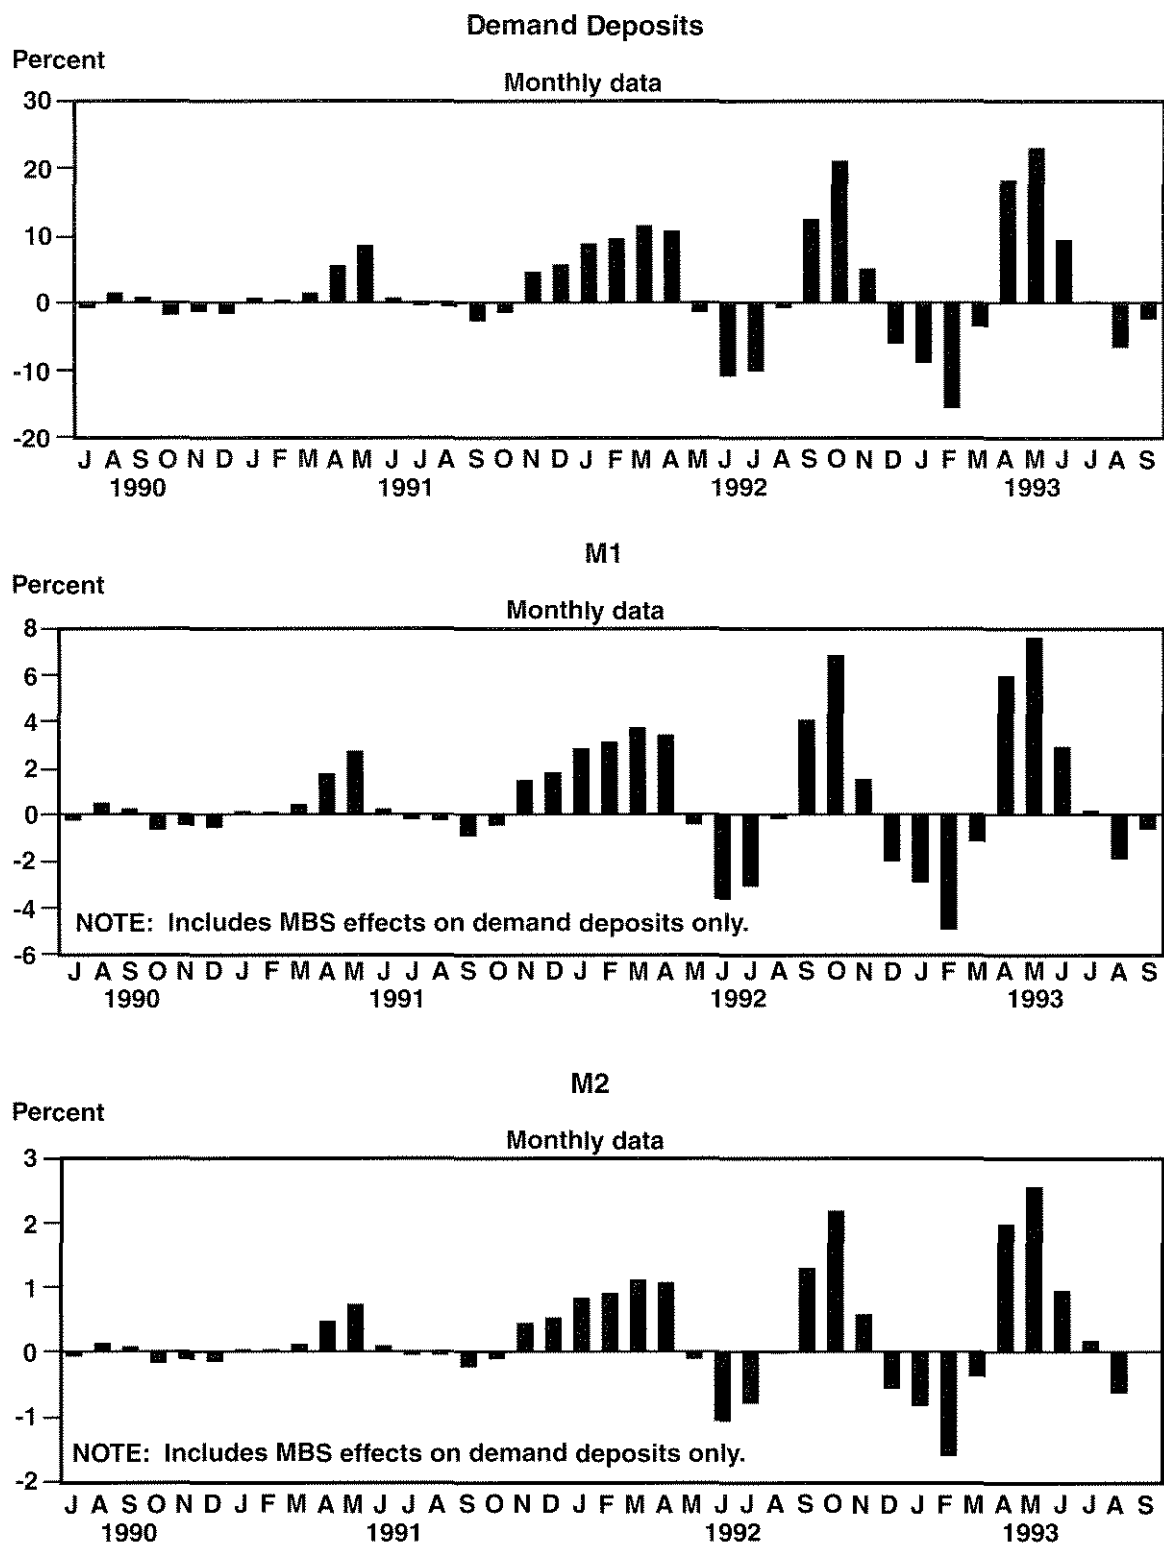 Demand Deposits
Percent
Monthly data
30
20
10
0
-10
-20
J A S O N D J F M A M J J A S O N D J F M A M J J A S O N D J F M A M J J A S
1990 1991 1992 1993
M1
Percent
Monthly data
8
6
4
2
0
-2
-4
NOTE: Includes MBS effects on demand deposits only.
-6
J A S O N D J F M A M J J A S O N D J F M A M J J A S O N D J F M A M J J A S
1990 1991 1992 1993
M2
Percent
Monthly data
3
2
1
0
-1
NOTE: Includes MBS effects on demand deposits only.
-2
J A S O N D J F M A M J J A S O N D J F M A M J J A S O N D J F M A M J J A S
1990 1991 1992 1993